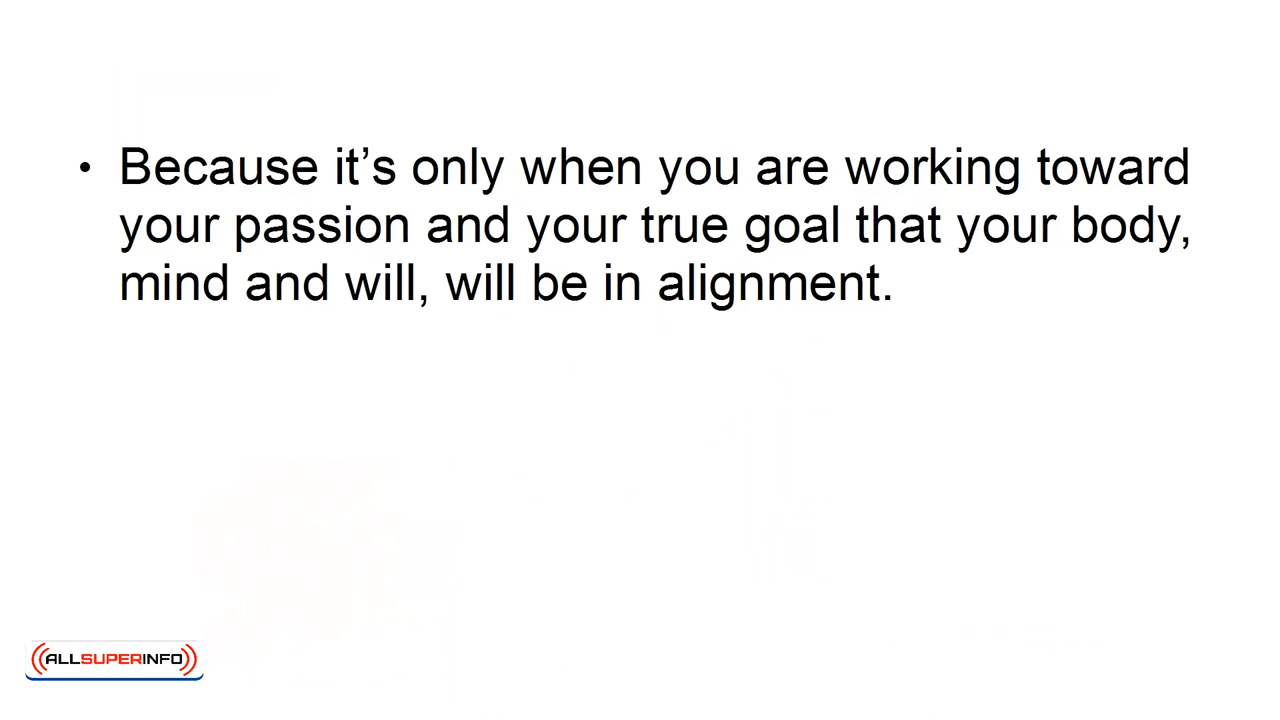 • Because it’s only when you are working toward
your passion and your true goal that your body,
mind and will, will be in alignment.
ALLSUPERINFO